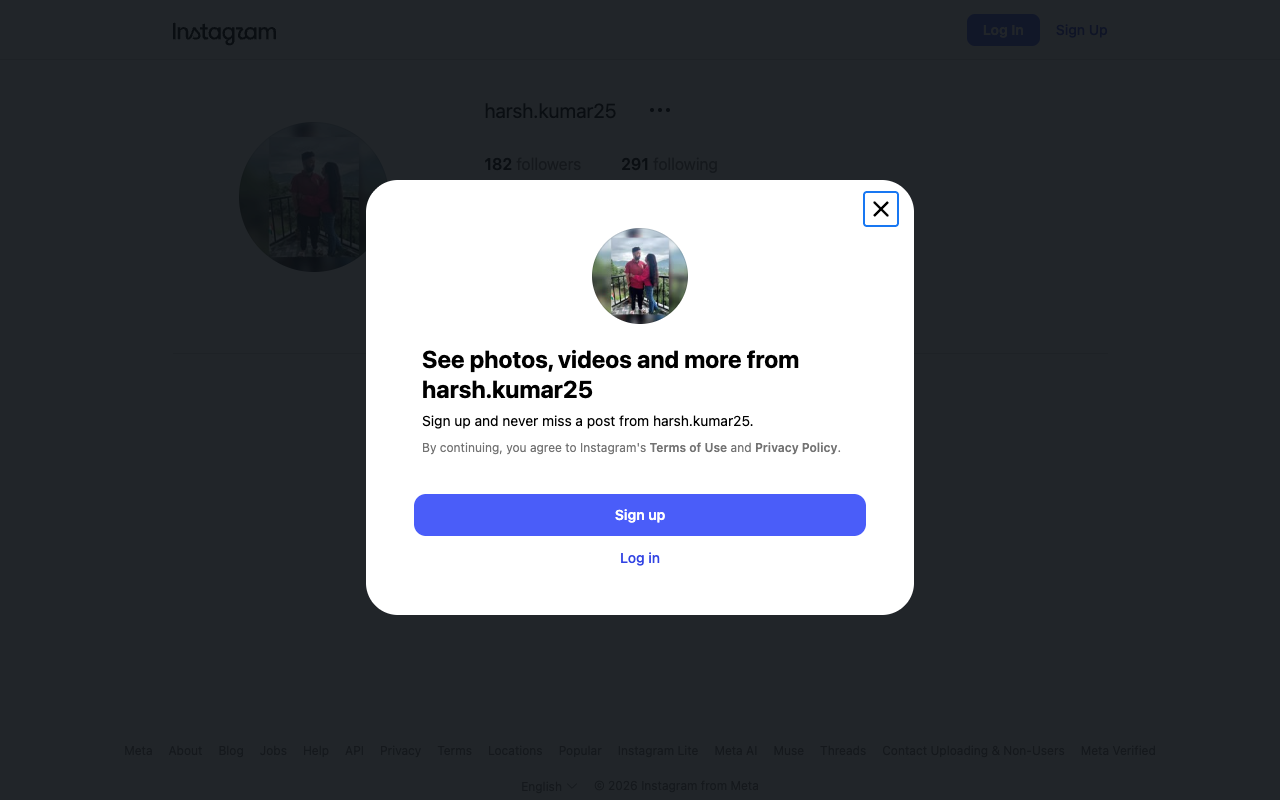 Instagram
Log In
Sign Up
harsh.kumar25
182 followers
291 following
See photos, videos and more from
harsh.kumar25
Sign up and never miss a post from harsh.kumar25.
By continuing, you agree to Instagram's Terms of Use and Privacy Policy.
Sign up
Log in
Meta About Blog Jobs Help API Privacy Terms Locations Popular Instagram Lite Meta AI Muse Threads Contact Uploading & Non-Users Meta Verified
English © 2026 Instagram from Meta